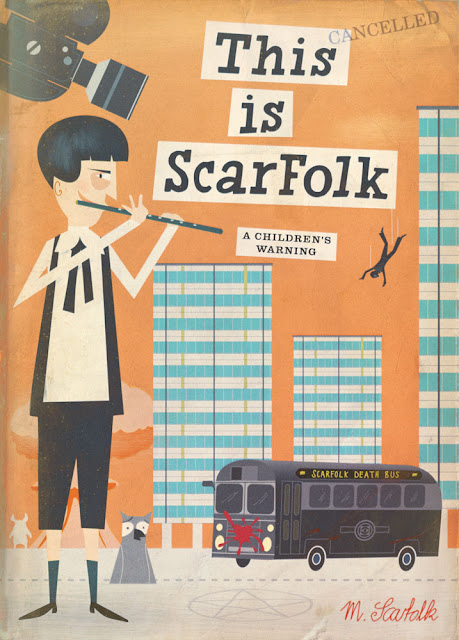 CANCELLED
This
is
ScarFolk
A CHILDREN'S
WARNING
SCARFOLK DEATH BUS
M. Scarfolk